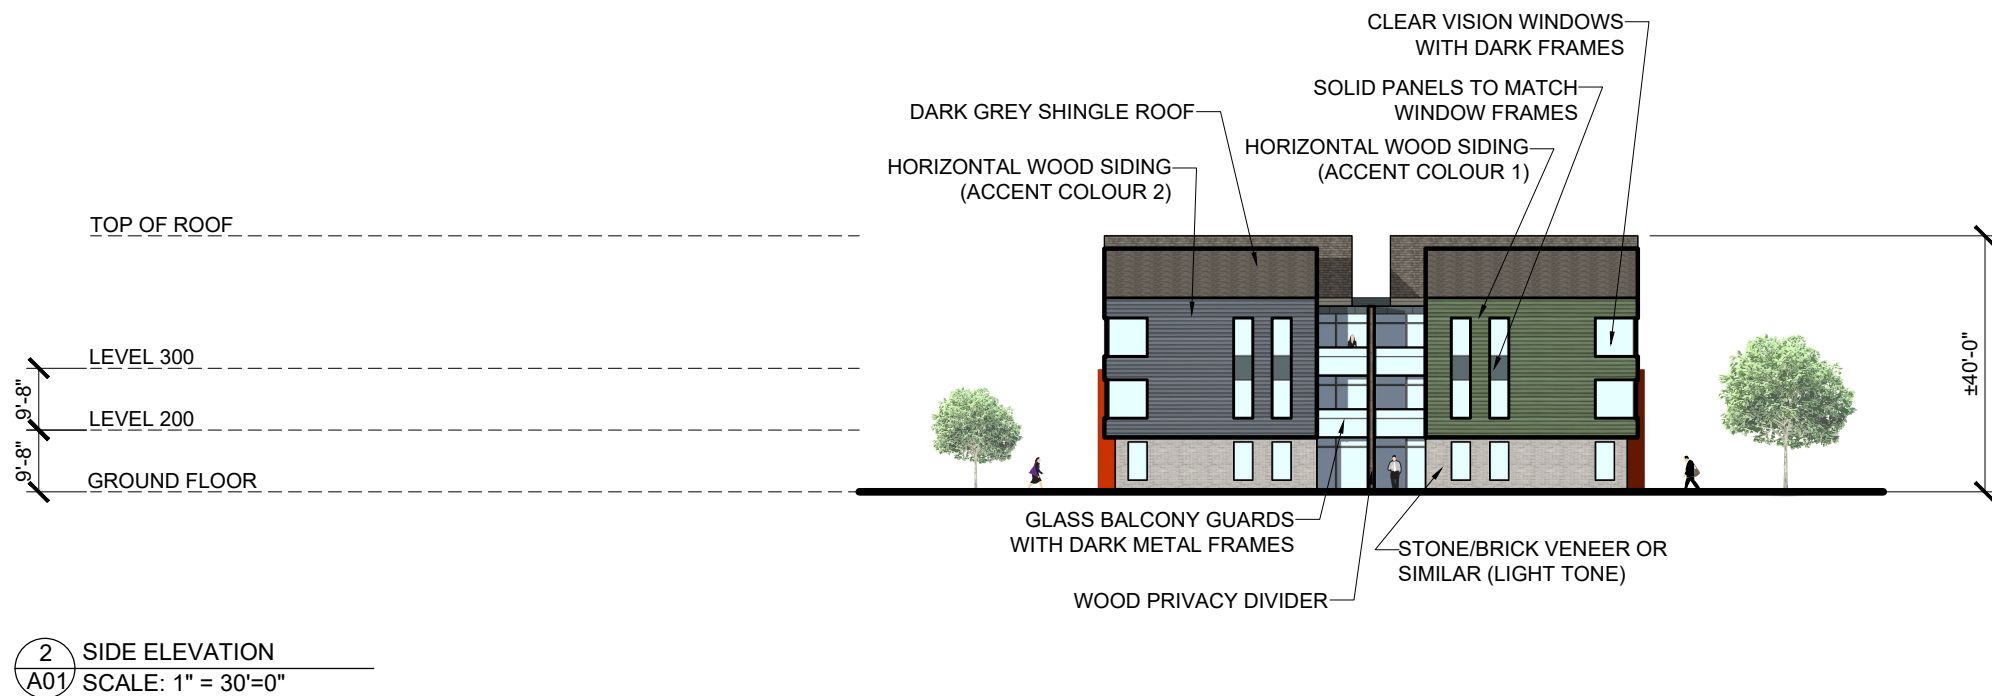 CLEAR VISION WINDOWS
WITH DARK FRAMES
SOLID PANELS TO MATCH
WINDOW FRAMES
DARK GREY SHINGLE ROOF
HORIZONTAL WOOD SIDING
(ACCENT COLOUR 1)
HORIZONTAL WOOD SIDING
(ACCENT COLOUR 2)
TOP OF ROOF
LEVEL 300
9'-8"
LEVEL 200
9'-8"
GROUND FLOOR
±40'-0"
GLASS BALCONY GUARDS
WITH DARK METAL FRAMES
STONE/BRICK VENEER OR
SIMILAR (LIGHT TONE)
WOOD PRIVACY DIVIDER
2 SIDE ELEVATION
A01 SCALE: 1" = 30'=0"